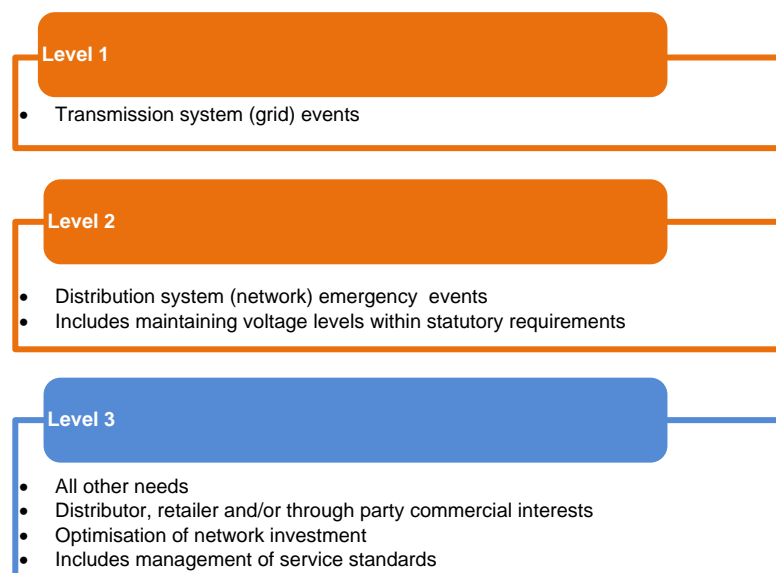 Level 1
• Transmission system (grid) events
Level 2
• Distribution system (network) emergency  events
• Includes maintaining voltage levels within statutory requirements
Level 3
• All other needs
• Distributor, retailer and/or through party commercial interests
• Optimisation of network investment
• Includes management of service standards